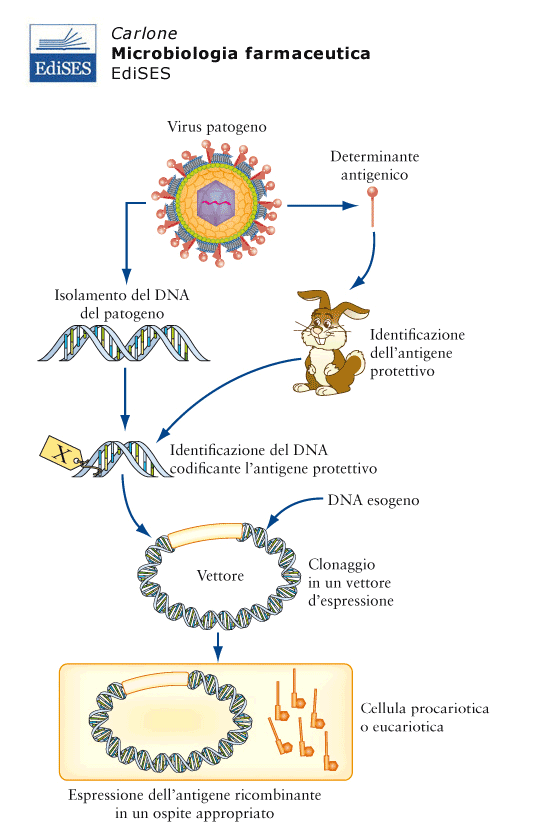 EdiSES
Carlone
Microbiologia farmaceutica
EdiSES
Virus patogeno
Determinante
antigenico
Isolamento del DNA
del patogeno
Identificazione
dell'antigene
protettivo
X
Identificazione del DNA
codificante l'antigene protettivo
DNA esogeno
Vettore
Clonaggio
in un vettore
d'espressione
Cellula procariotica
o eucariotica
Espressione dell'antigene ricombinante
in un ospite appropriato